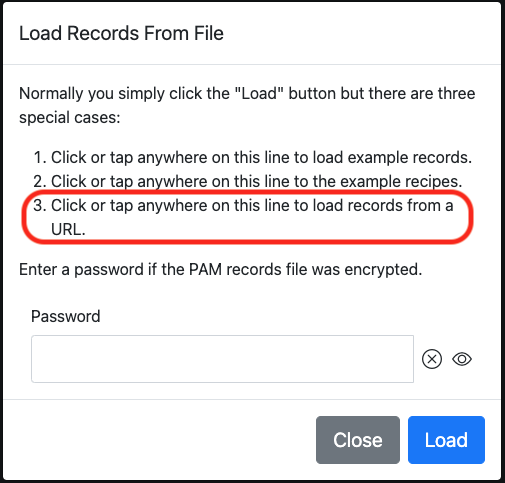 Load Records From File
Normally you simply click the "Load" button but there are three
special cases:
1. Click or tap anywhere on this line to load example records.
2. Click or tap anywhere on this line to the example recipes.
3. Click or tap anywhere on this line to load records from a
URL.
Enter a password if the PAM records file was encrypted.
Password
Close
Load